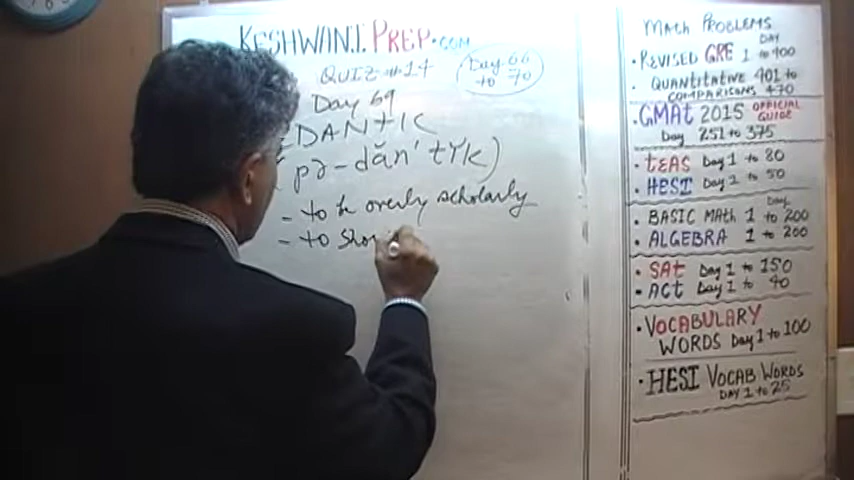 KESHWANI PREP.COM
QUIZ #14
Day 66
to 70
Day 69
EDANTIC
(pə-dăn' tYk)
- to be overly scholarly
- to sho
MATH PROBLEMS
DAY
• REVISED GRE 1 to 400
• QUANTITATIVE 401 to
COMPARISONS 470
• GMAt 2015 OFFICIAL GUIDE
Day 251 to 375
• tEAS Day 1 to 80
• HESI Day 1 to 50
DAY
• BASIC MAth 1 to 200
• ALGEBRA 1 to 200
• SAt Day 1 to 150
• ACt Day 1 to 40
• VOCABULARY
WORDS Day 1 to 100
• HESI VOCAB WORDS
DAY 1 to 25